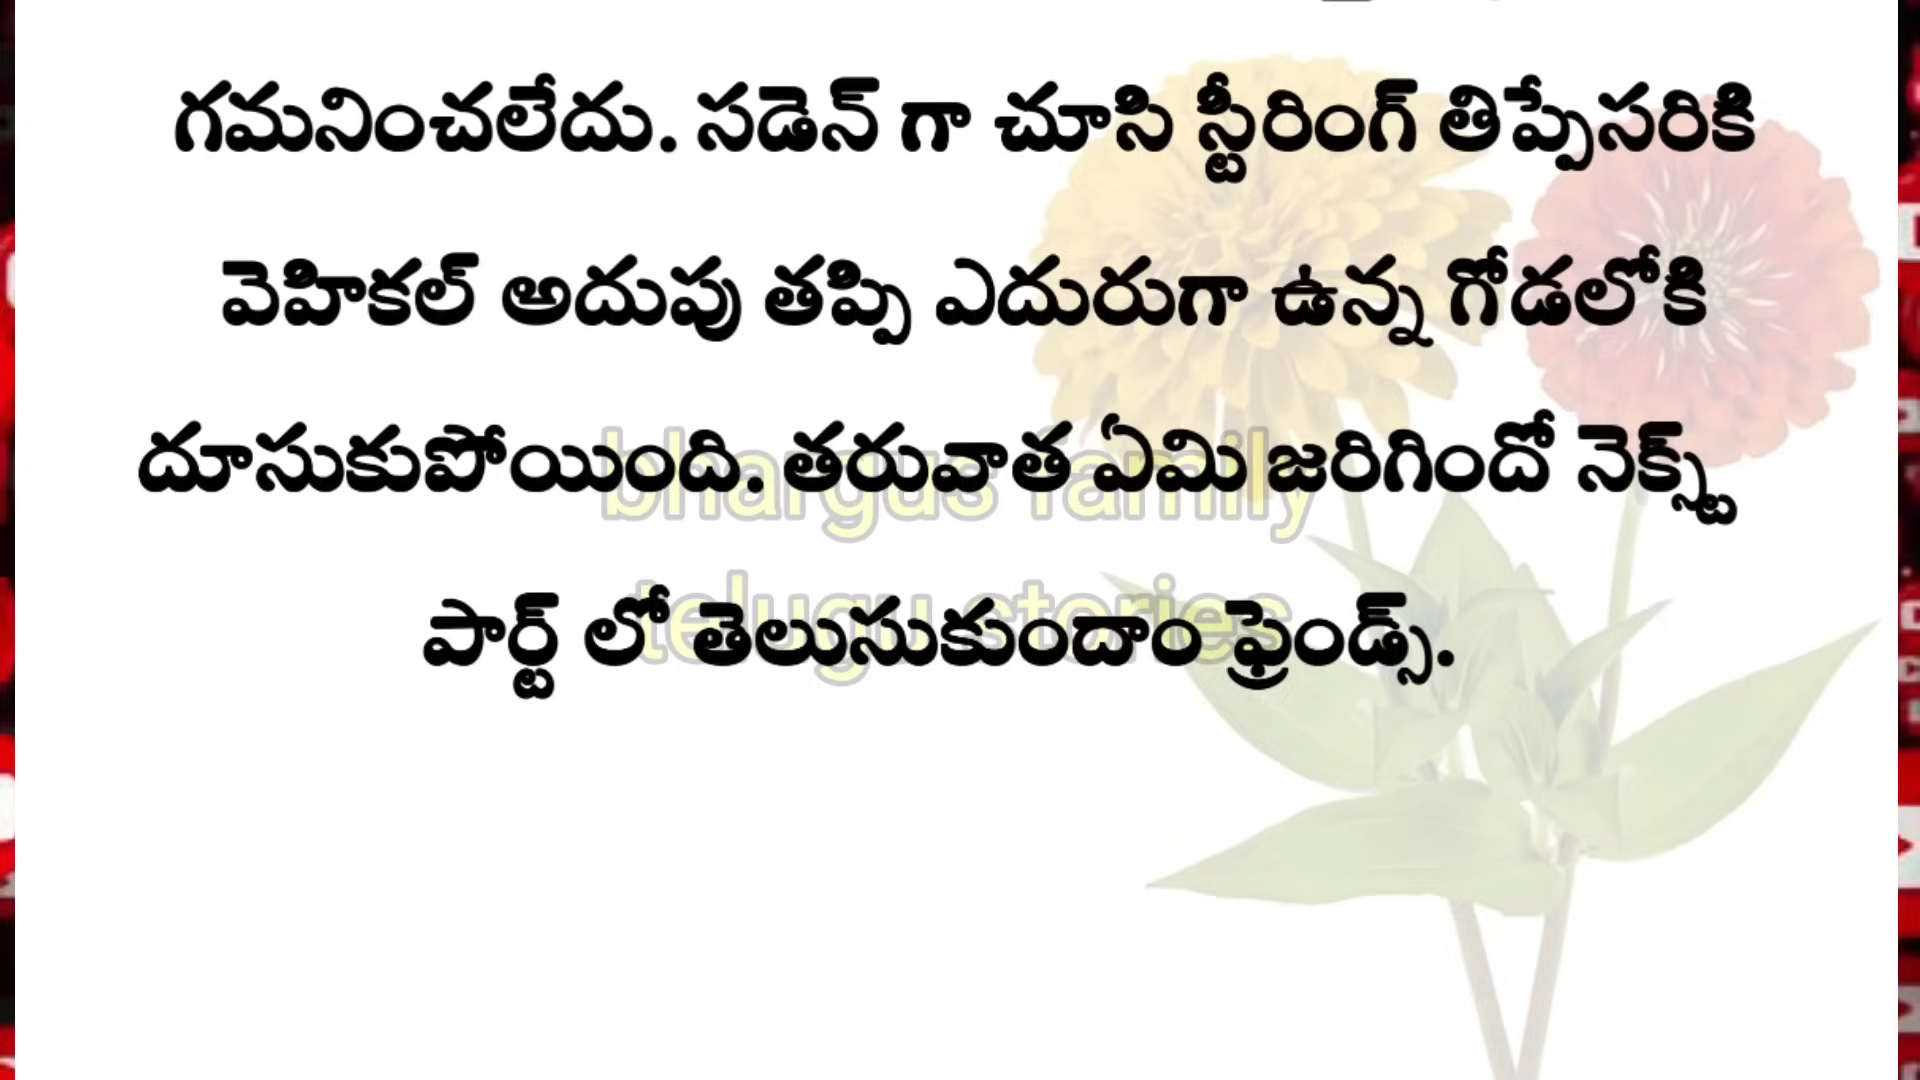 గమనించలేదు. సడెన్ గా చూసి స్టీరింగ్ తిప్పేసరికి
వెహికల్ అదుపు తప్పి ఎదురుగా ఉన్న గోడలోకి
దూసుకుపోయింది. తరువాత ఏమి జరిగిందో నెక్స్ట్
పార్ట్ లో తెలుసుకుందాం ఫ్రెండ్స్.
bhargus family
telugu stories